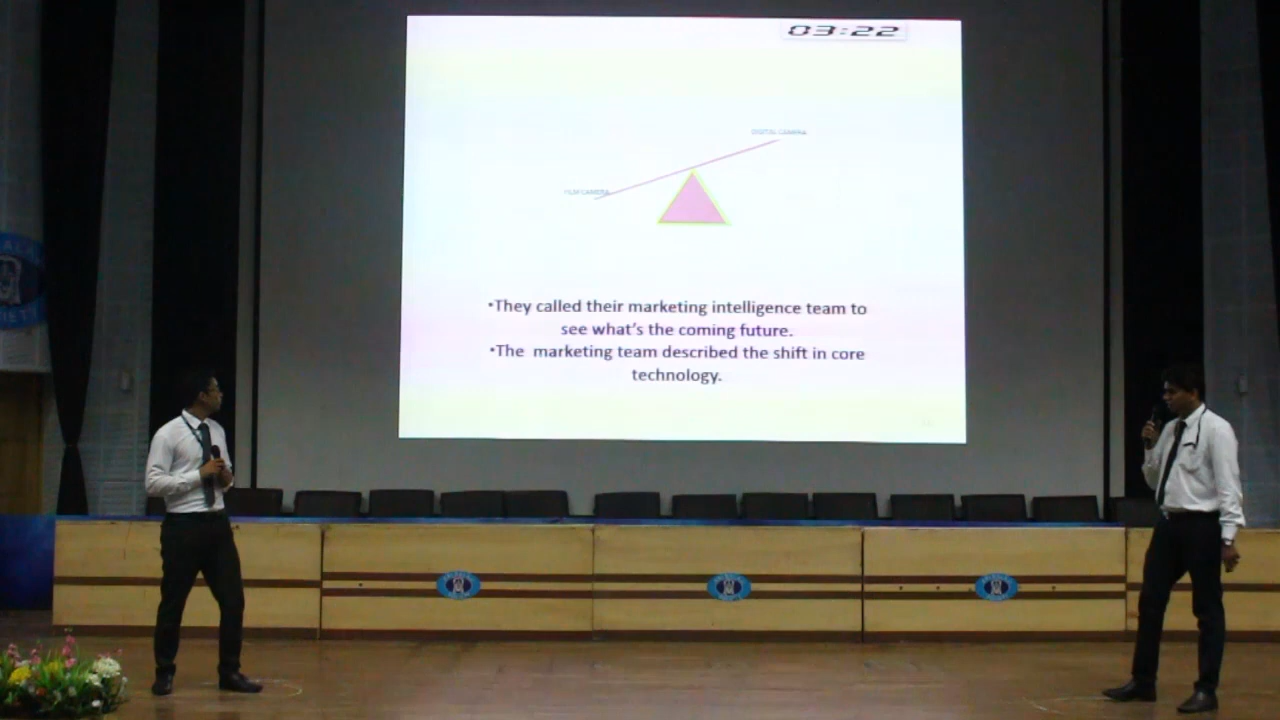 03:22
DIGITAL CAMERA
FILM CAMERA
•They called their marketing intelligence team to
see what's the coming future.
•The  marketing team described the shift in core
technology.